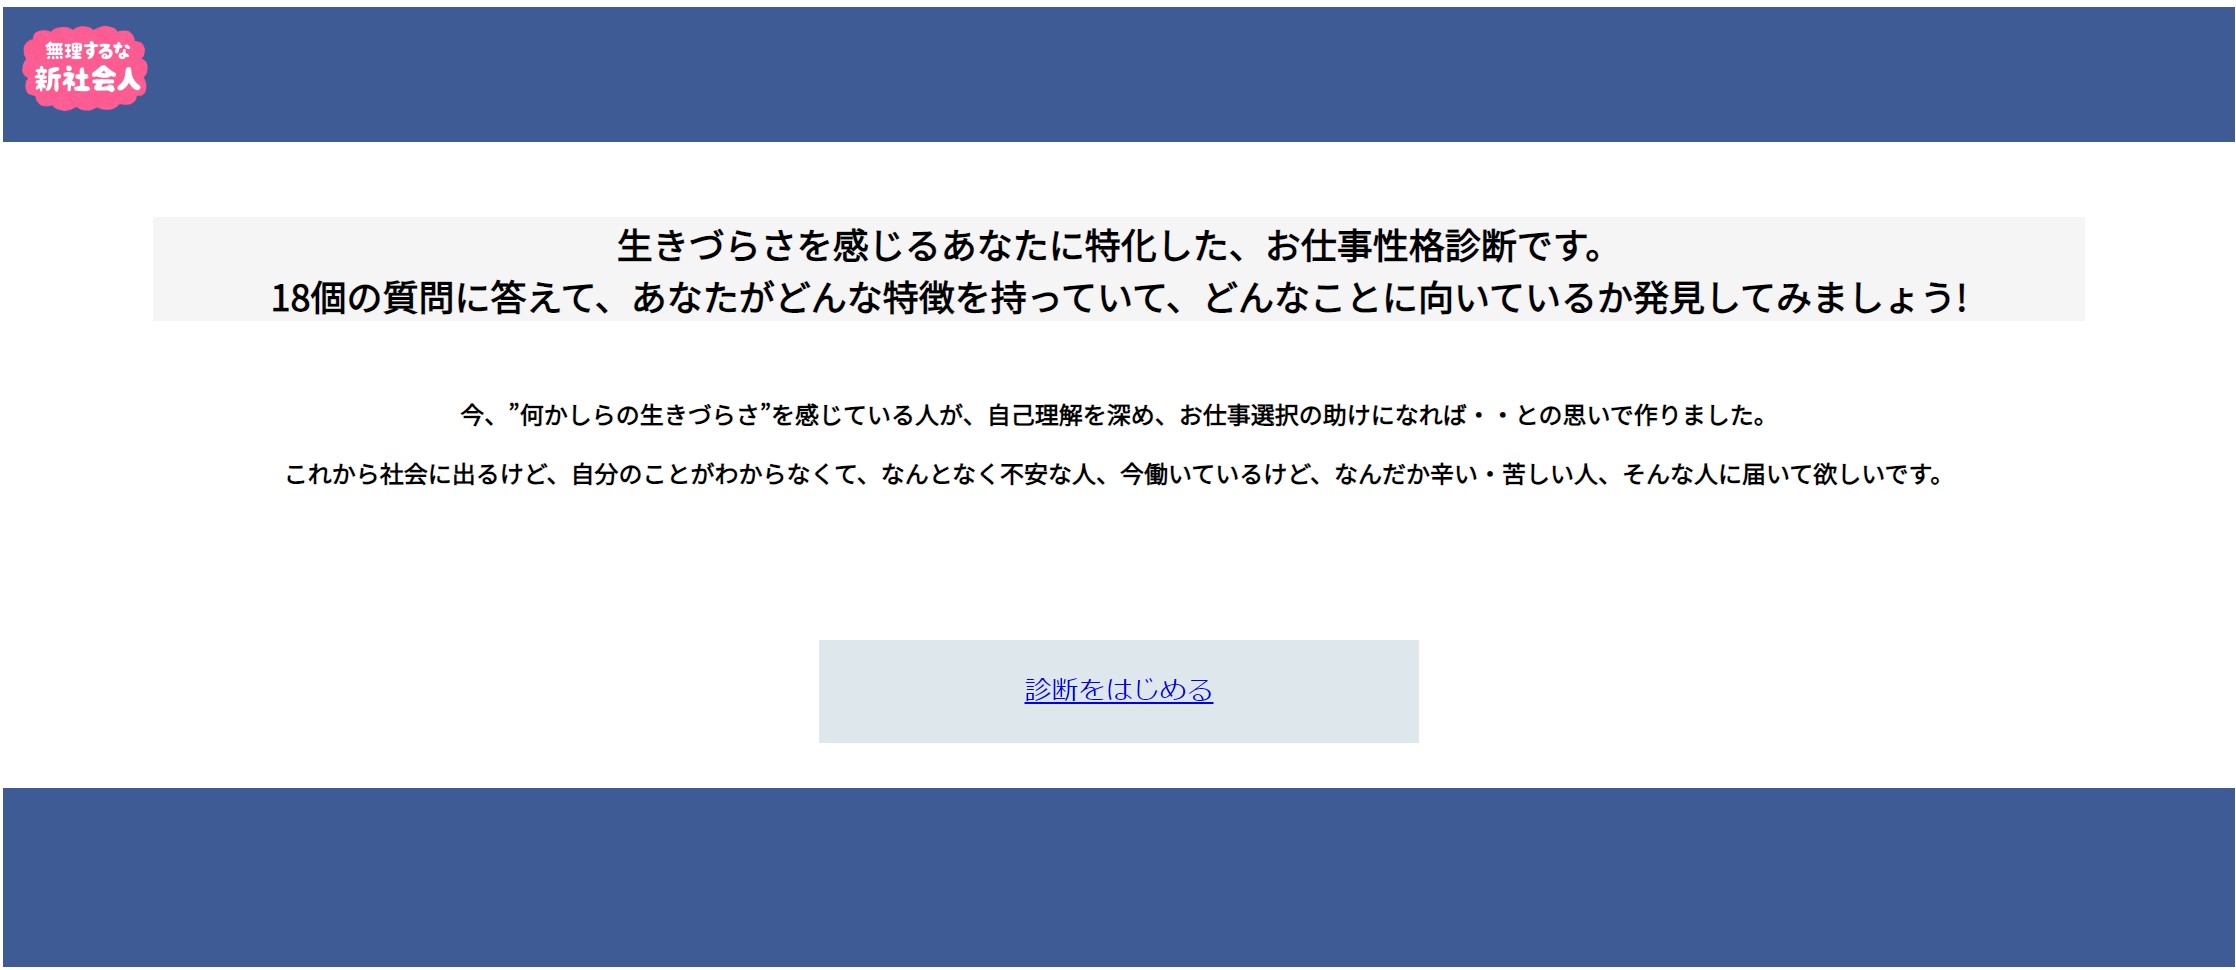 無理するな
新社会人
生きづらさを感じるあなたに特化した、お仕事性格診断です。
18個の質問に答えて、あなたがどんな特徴を持っていて、どんなことに向いているか発見してみましょう!
今、”何かしらの生きづらさ”を感じている人が、自己理解を深め、お仕事選択の助けになれば・・との思いで作りました。
これから社会に出るけど、自分のことがわからなくて、なんとなく不安な人、今働いているけど、なんだか辛い・苦しい人、そんな人に届いて欲しいです。
診断をはじめる